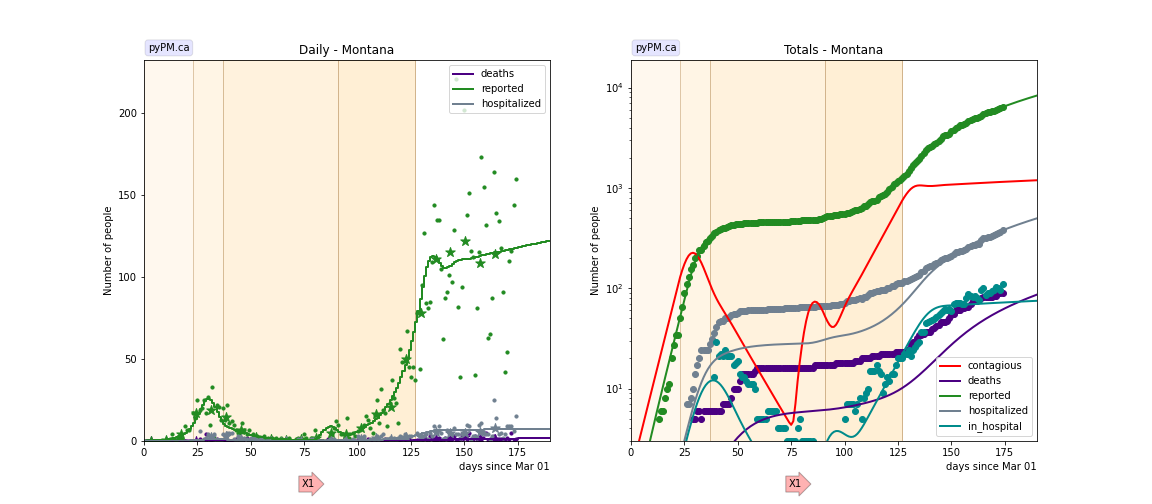 pyPM.ca
Daily - Montana
Number of people
200
150
100
50
0
0 25 50 75 100 125 150 175
days since Mar 01
deaths
reported
hospitalized
X1
pyPM.ca
Totals - Montana
Number of people
10⁴
10³
10²
10¹
0 25 50 75 100 125 150 175
days since Mar 01
contagious
deaths
reported
hospitalized
in_hospital
X1